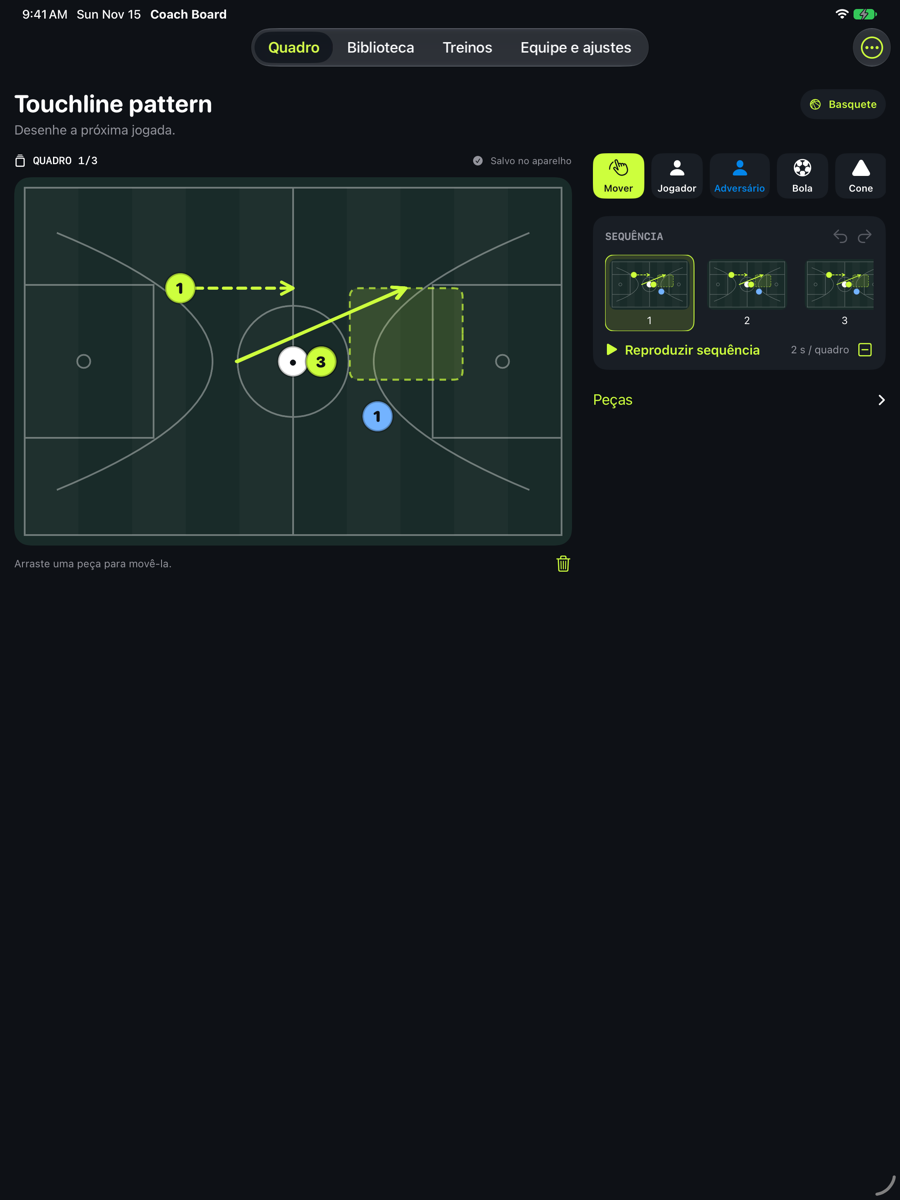 9:41 AM Sun Nov 15 Coach Board
Quadro Biblioteca Treinos Equipe e ajustes
Touchline pattern
Basquete
Desenhe a próxima jogada.
QUADRO 1/3
Salvo no aparelho
Mover Jogador Adversário Bola Cone
SEQUÊNCIA
1 2 3
Reproduzir sequência 2 s / quadro
Peças
1
3
1
Arraste uma peça para movê-la.